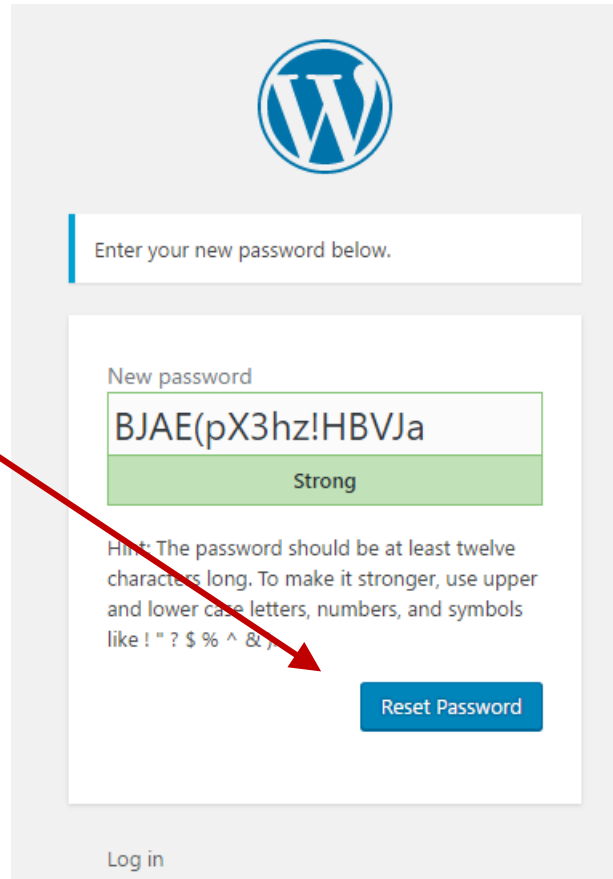 Enter your new password below.
New password
BJAE(pX3hz!HBVJa
Strong
Hint: The password should be at least twelve
characters long. To make it stronger, use upper
and lower case letters, numbers, and symbols
like ! " ? $ % ^ & ).
Reset Password
Log in